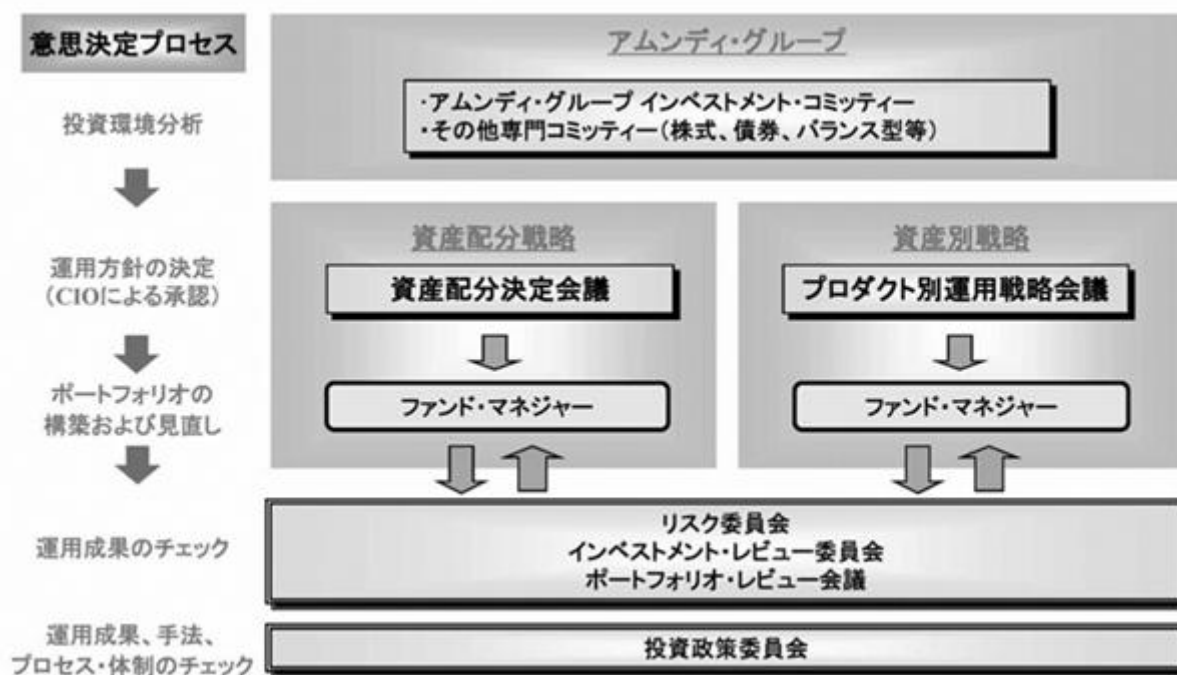 意思決定プロセス
アムンディ・グループ
・アムンディ・グループ インベストメント・コミッティー
・その他専門コミッティー（株式、債券、バランス型等）
投資環境分析
資産配分戦略
資産別戦略
運用方針の決定
（CIOによる承認）
資産配分決定会議
プロダクト別運用戦略会議
ポートフォリオの
構築および見直し
ファンド・マネジャー
ファンド・マネジャー
運用成果のチェック
リスク委員会
インベストメント・レビュー委員会
ポートフォリオ・レビュー会議
運用成果、手法、
プロセス・体制のチェック
投資政策委員会